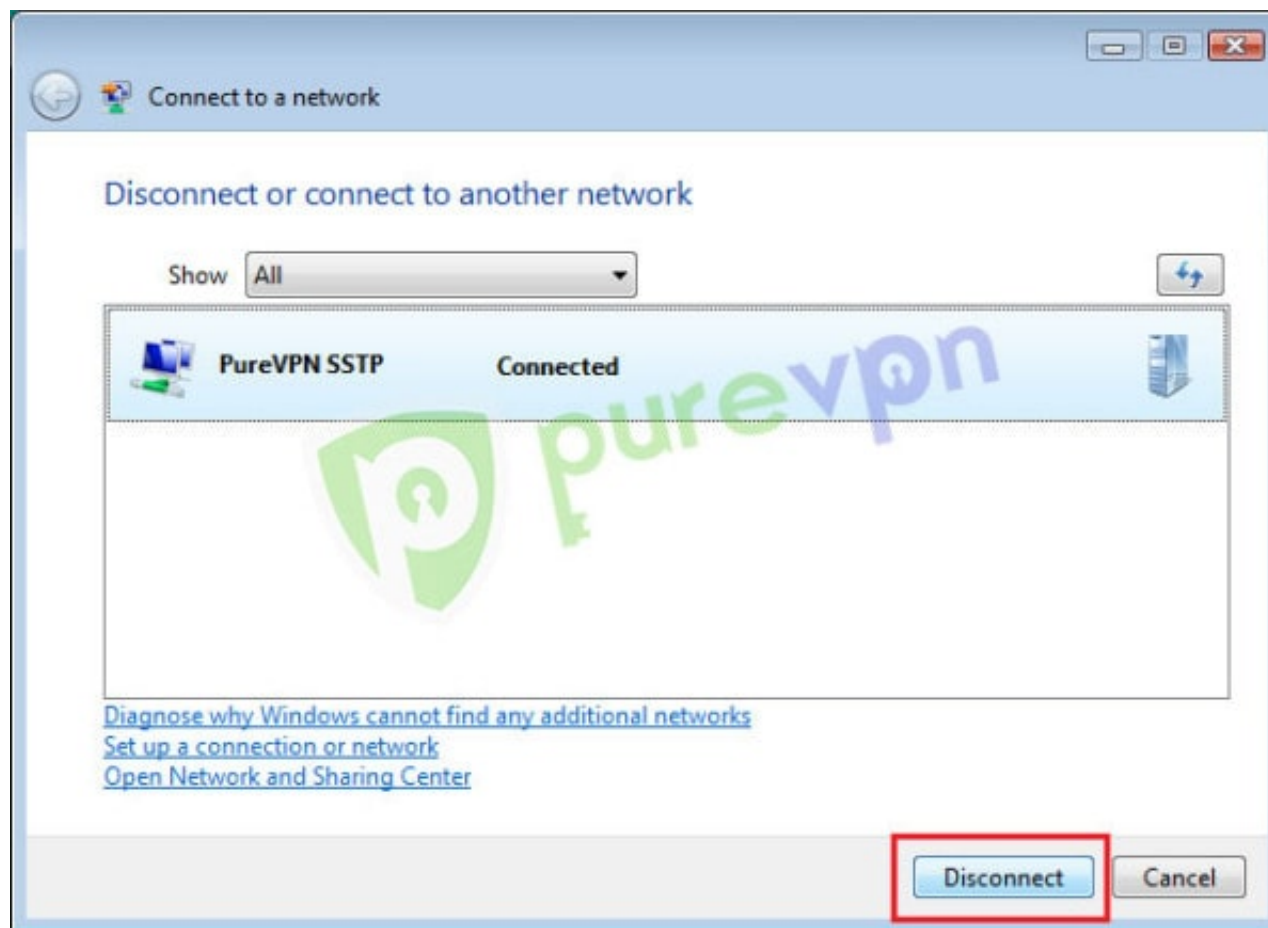 Connect to a network
Disconnect or connect to another network
Show All
PureVPN SSTP Connected
purevpn
Diagnose why Windows cannot find any additional networks
Set up a connection or network
Open Network and Sharing Center
Disconnect Cancel